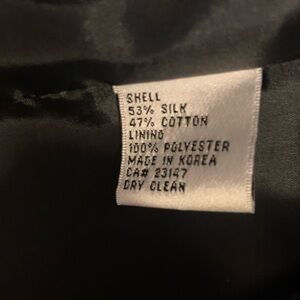 SHELL
53% SILK
47% COTTON
LINING
100% POLYESTER
MADE IN KOREA
CA# 23147
DRY CLEAN